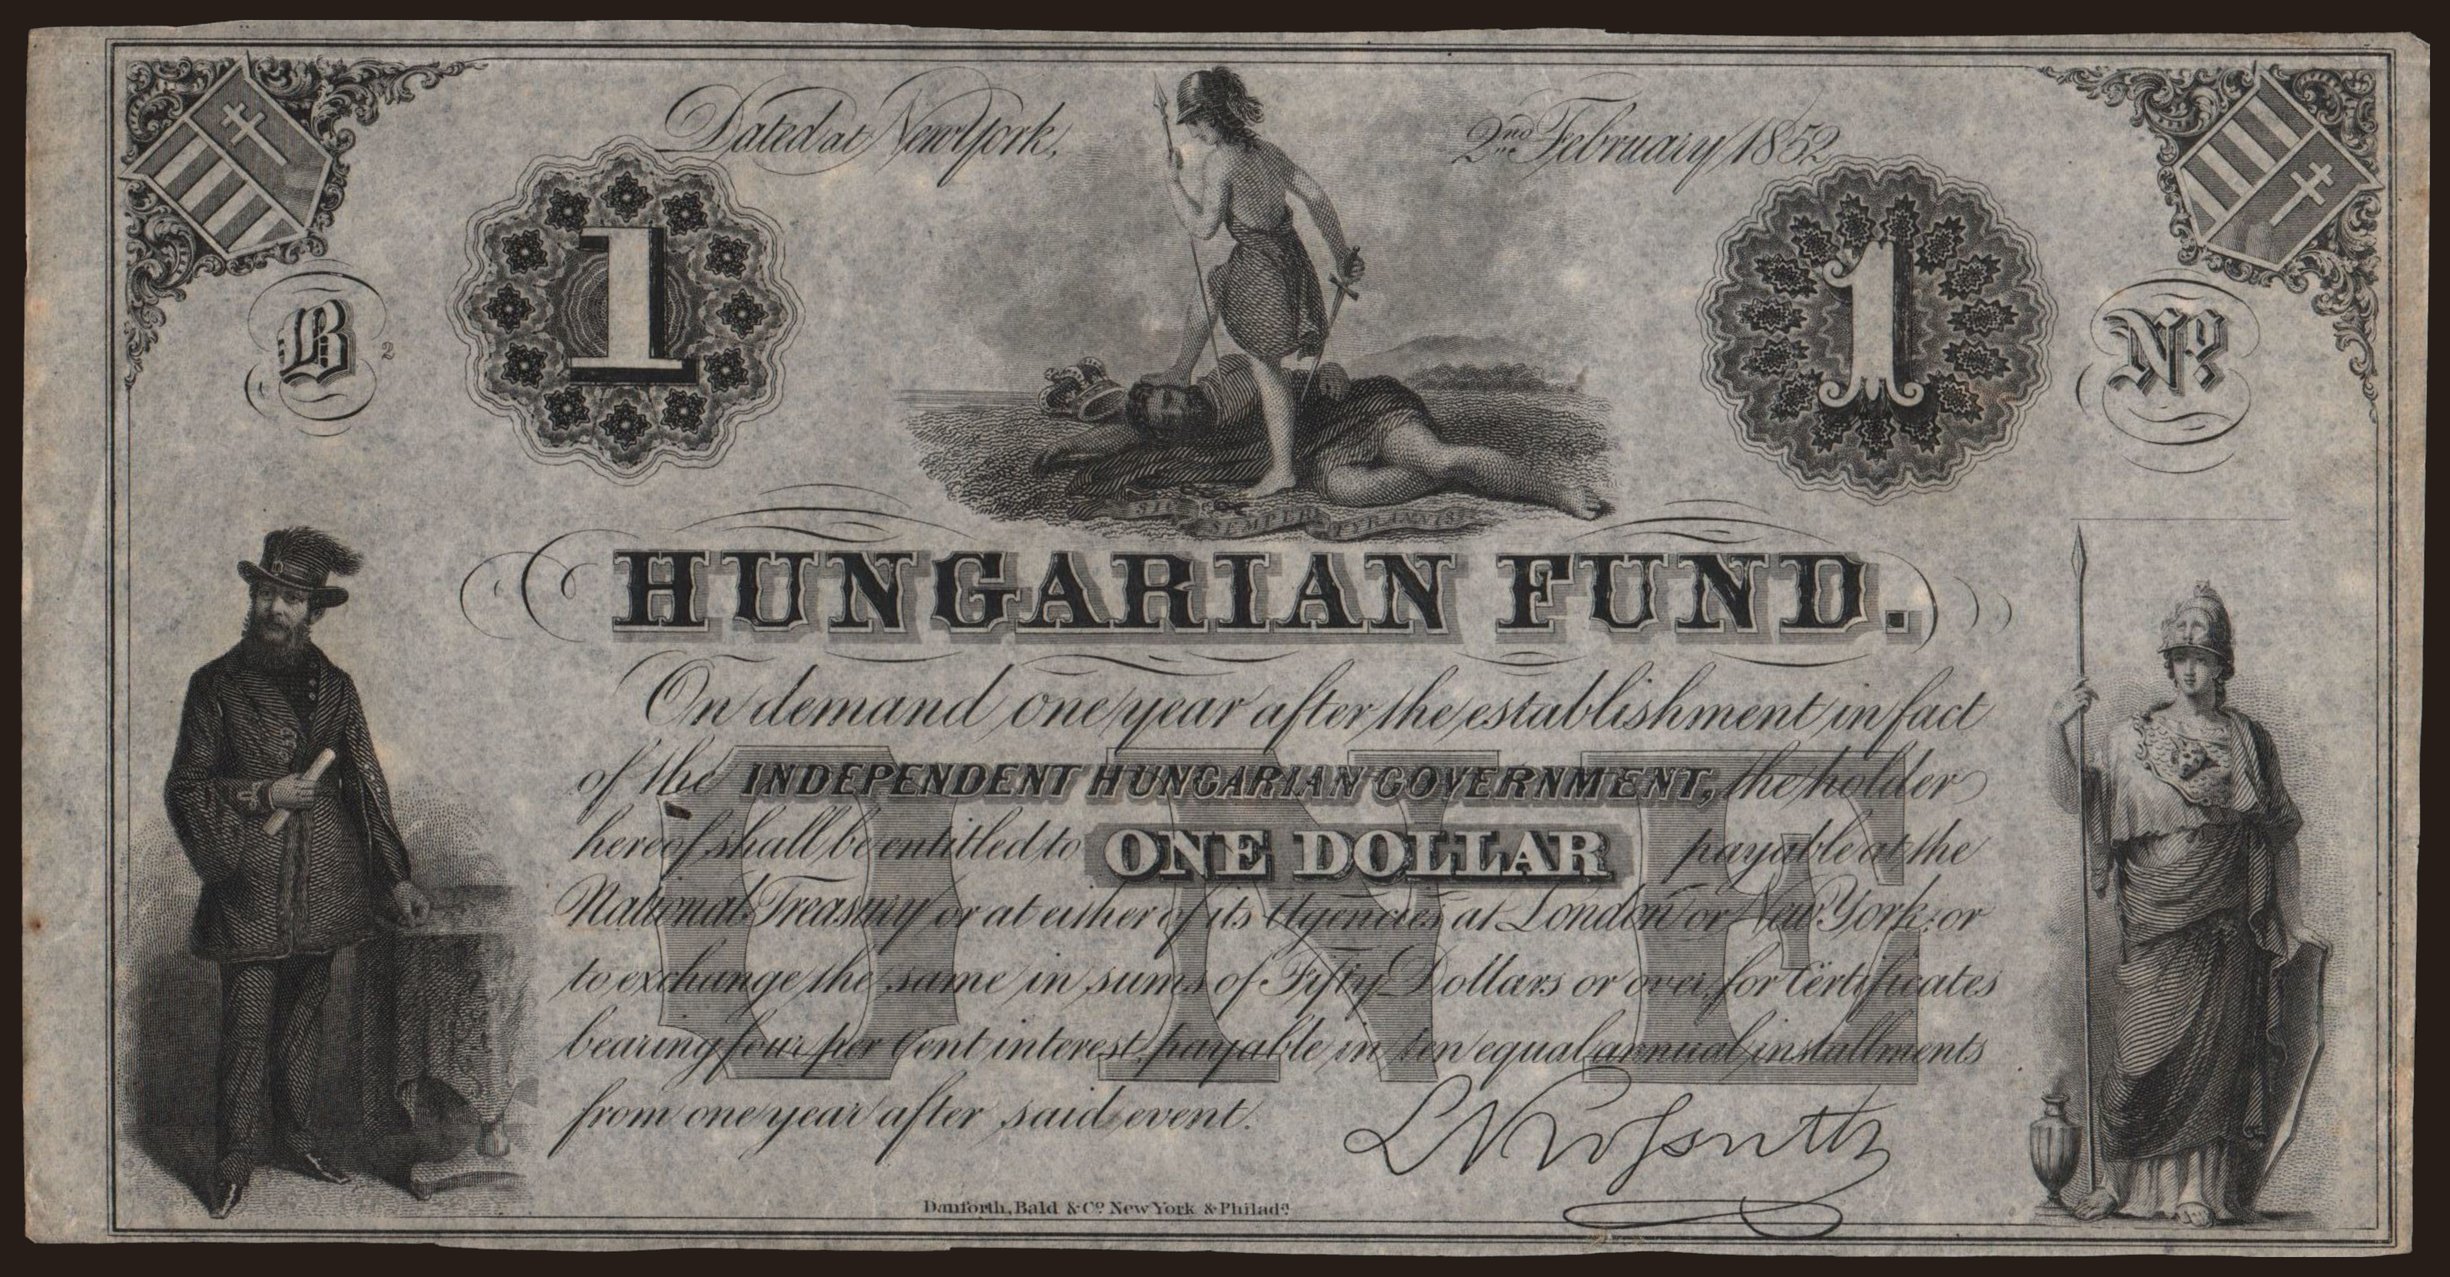 Dated at New York, 2nd February 1852
1 1
B 2 No.
SIC SEMPER TYRANNIS
HUNGARIAN FUND.
On demand one year after the establishment in fact
of the INDEPENDENT HUNGARIAN GOVERNMENT, the holder
hereof shall be entitled to ONE DOLLAR payable at the
National Treasury or at either of its Agencies at London or New York; or
to exchange the same in sums of Fifty Dollars or over, for Certificates
bearing four per Cent interest payable in ten equal annual installments
from one year after said event.
ONE
L Kossuth
Danforth, Bald & Co. New York & Philada.